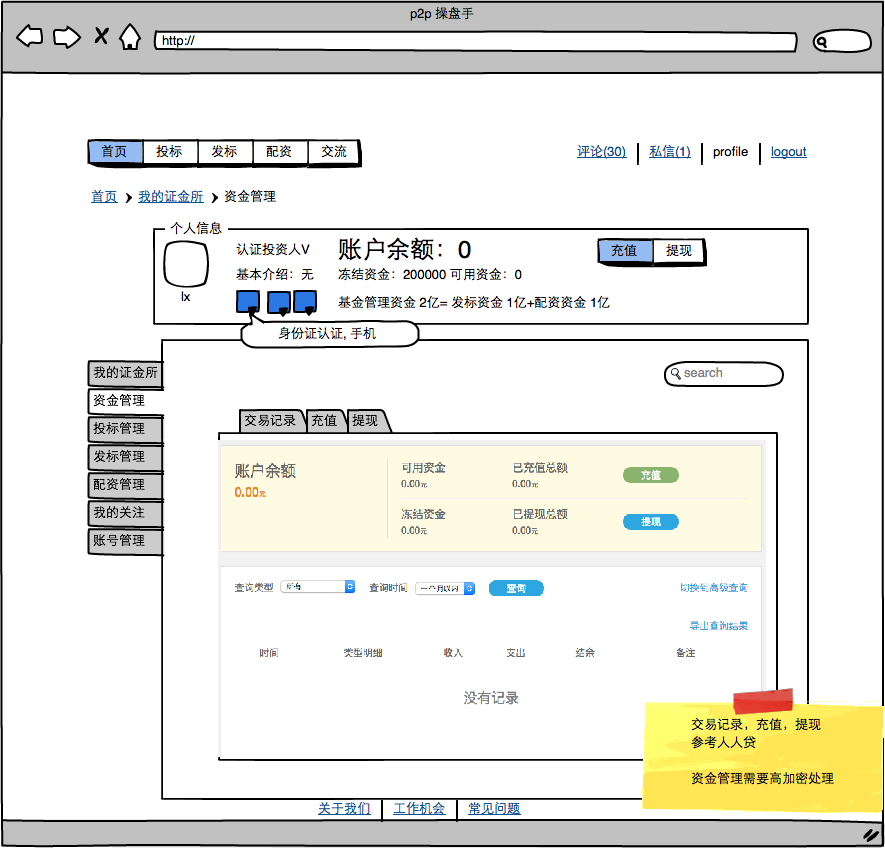 p2p 操盘手
http://
首页 投标 发标 配资 交流
评论(30) 私信(1) profile logout
首页 我的证金所 资金管理
个人信息
lx
认证投资人V
基本介绍：无
账户余额：0
冻结资金：200000 可用资金：0
基金管理资金 2亿= 发标资金 1亿+配资资金 1亿
充值 提现
身份证认证, 手机
我的证金所
资金管理
投标管理
发标管理
配资管理
我的关注
账号管理
search
交易记录 充值 提现
账户余额
0.00元
可用资金 已充值总额
0.00元 0.00元
充值
冻结资金 已提现总额
0.00元 0.00元
提现
查询类型 所有 查询时间 一个月以内 查询 切换到高级查询
导出查询结果
时间 类型明细 收入 支出 结余 备注
没有记录
交易记录，充值，提现
参考人人贷
资金管理需要高加密处理
关于我们 工作机会 常见问题